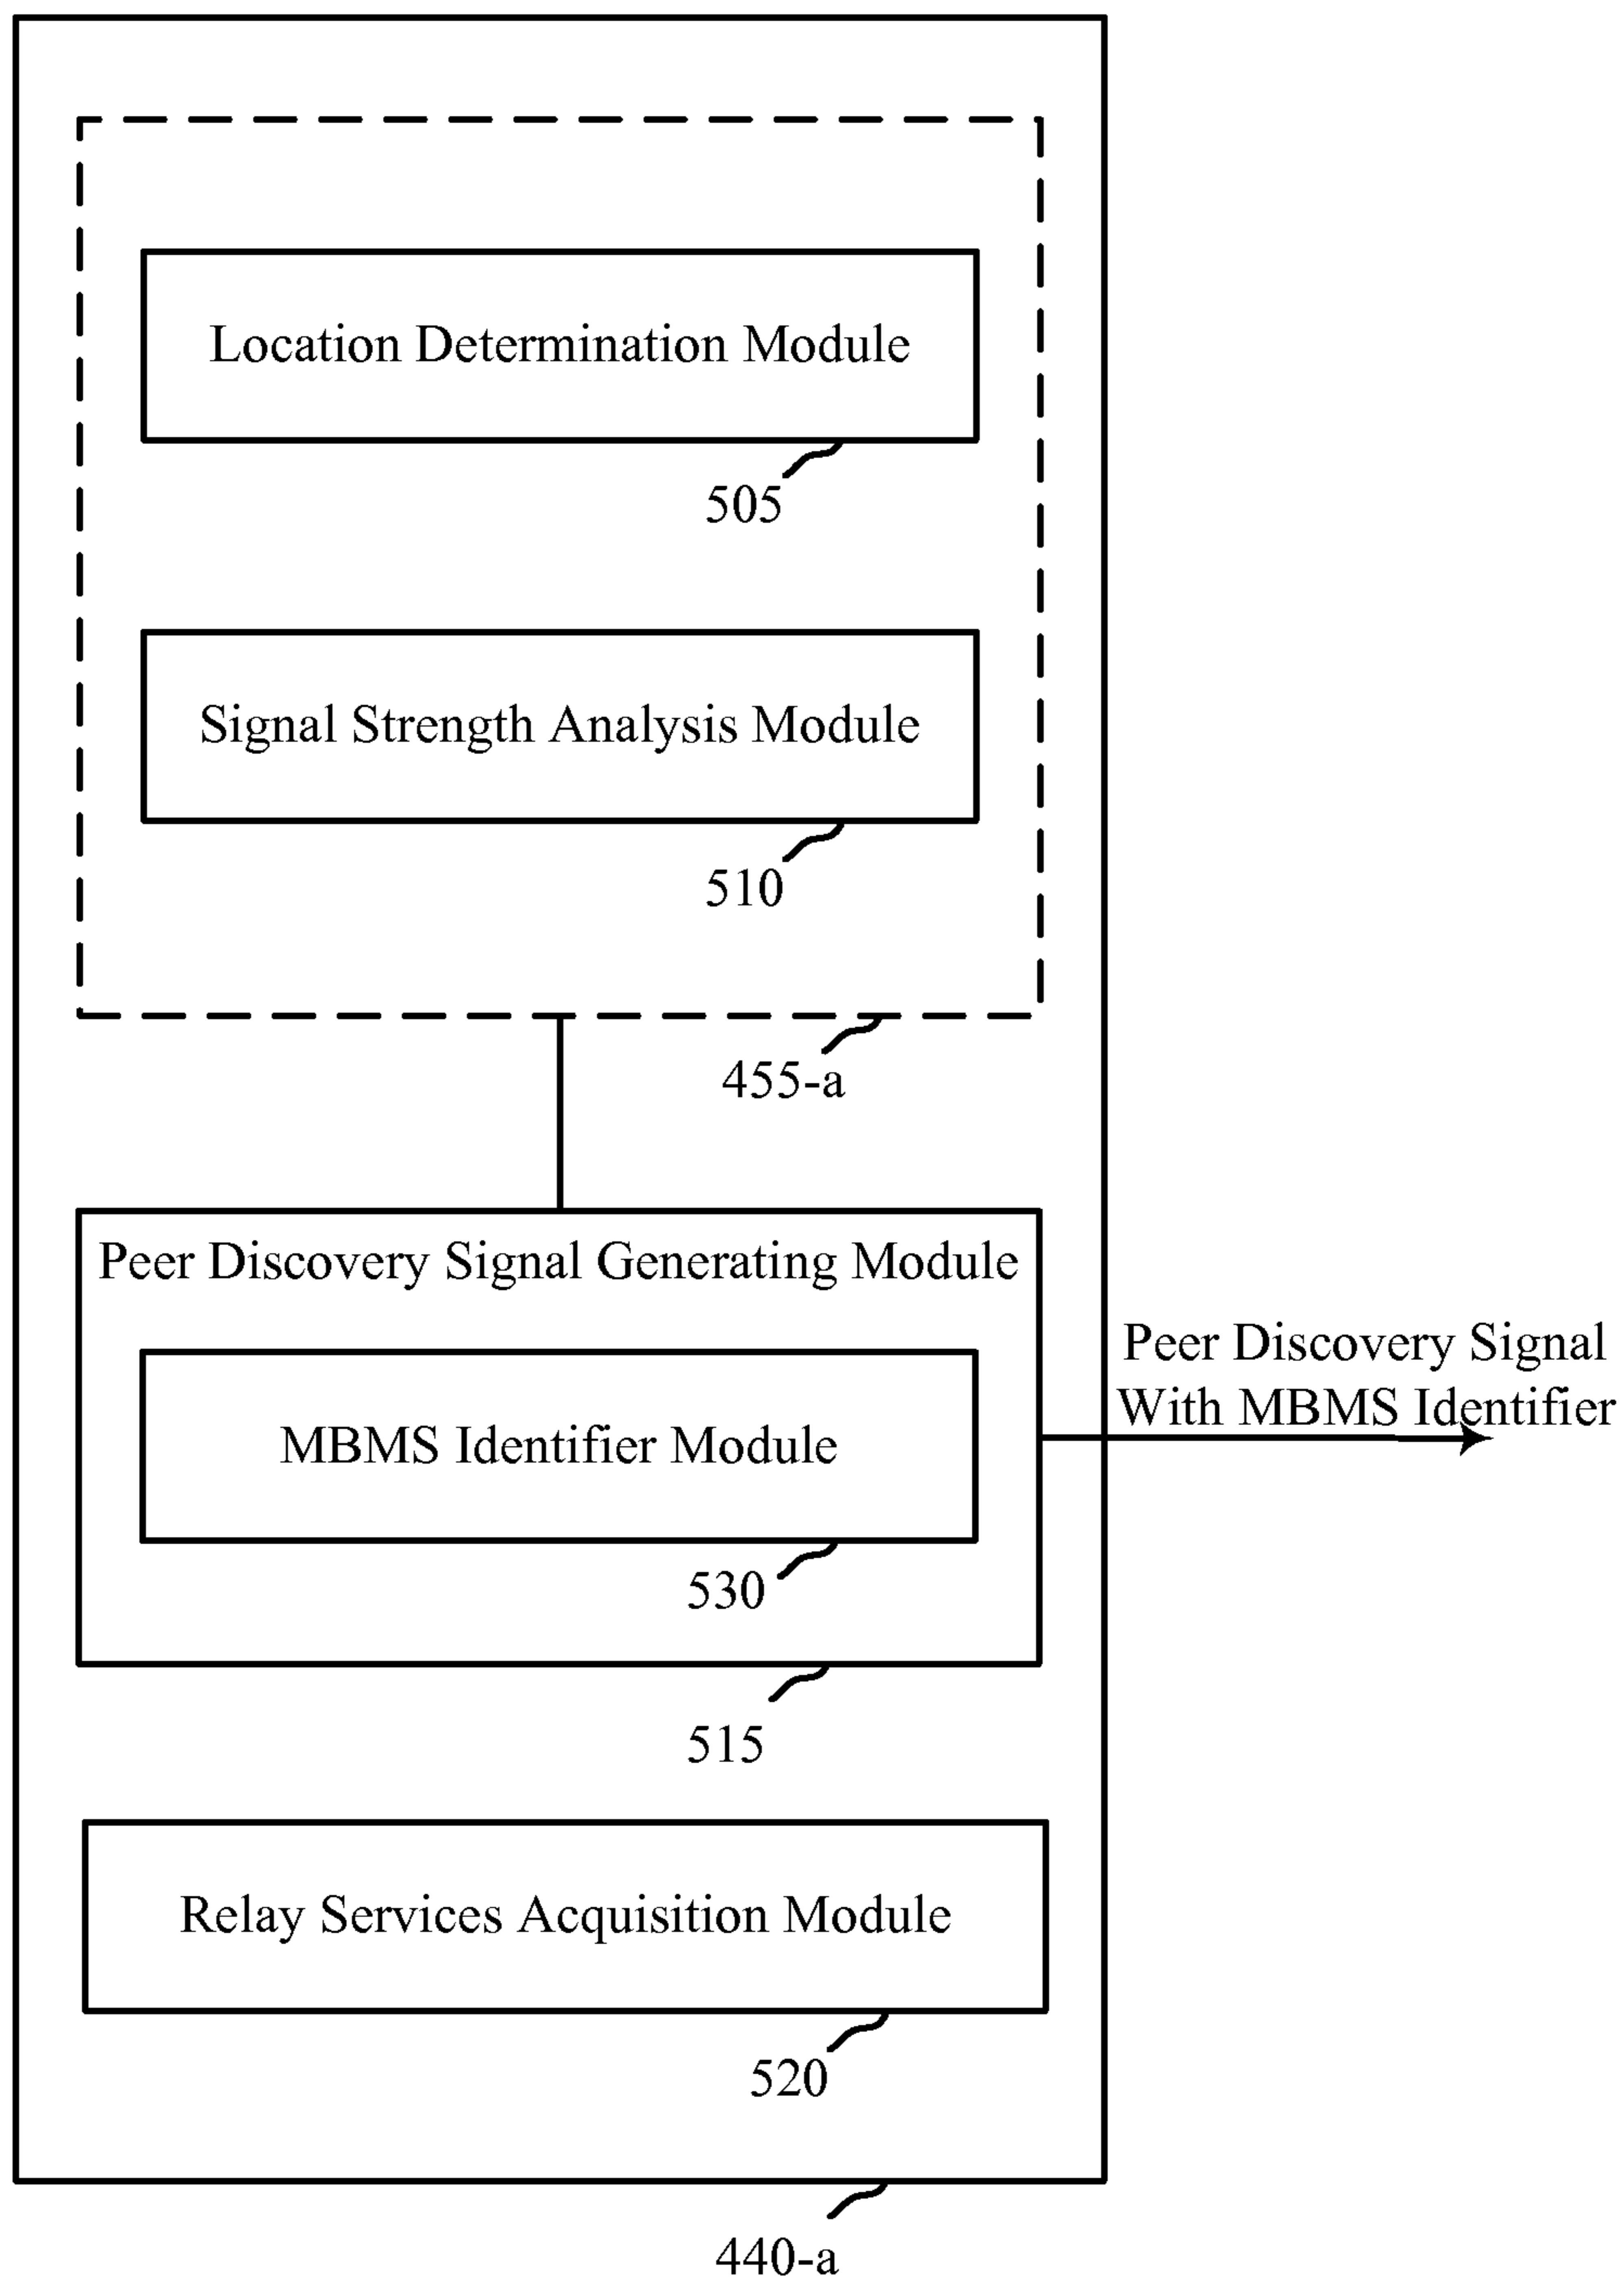 Location Determination Module
505
Signal Strength Analysis Module
510
455-a
Peer Discovery Signal Generating Module
Peer Discovery Signal
With MBMS Identifier
MBMS Identifier Module
530
515
Relay Services Acquisition Module
520
440-a